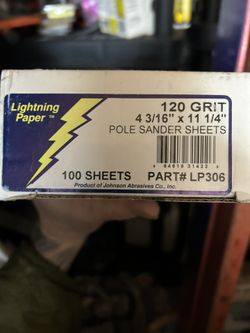 Lightning
Paper™
120 GRIT
4 3/16" x 11 1/4"
POLE SANDER SHEETS
100 SHEETS
PART# LP306
Product of Johnson Abrasives Co., Inc.